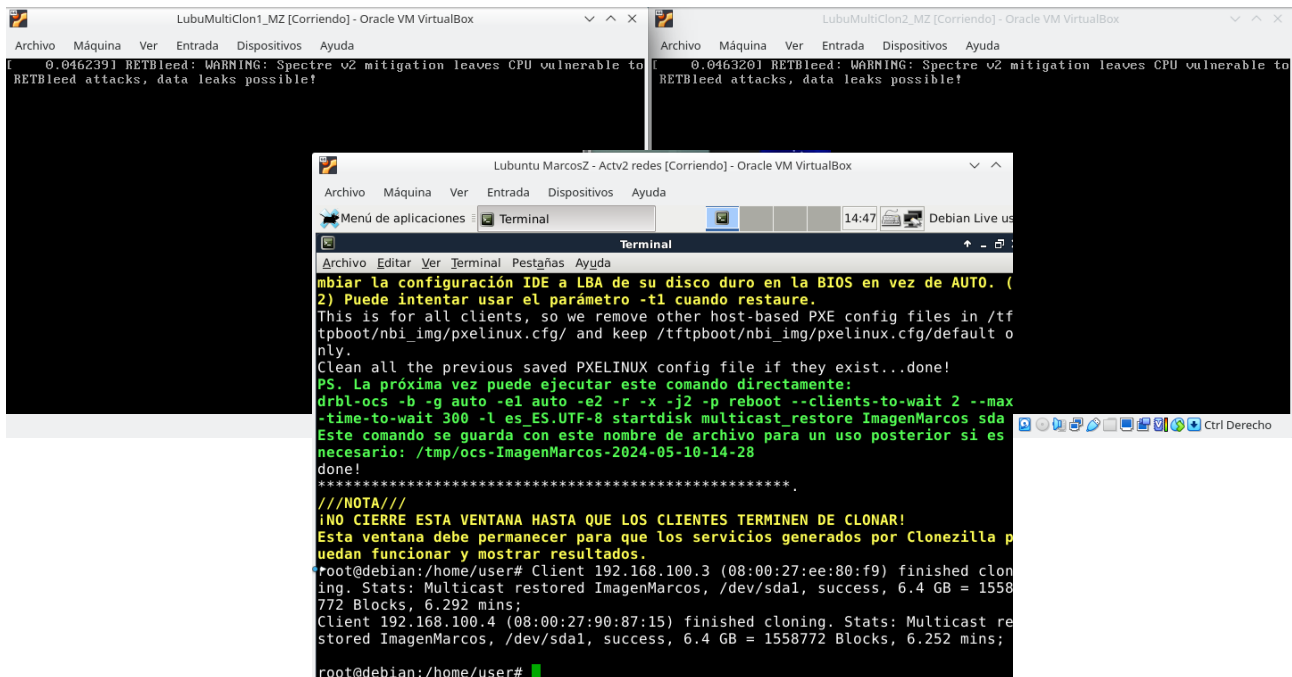 LubuMultiClon1_MZ [Corriendo] - Oracle VM VirtualBox
Archivo Máquina Ver Entrada Dispositivos Ayuda
[    0.046239] RETBleed: WARNING: Spectre v2 mitigation leaves CPU vulnerable to
RETBleed attacks, data leaks possible!
LubuMultiClon2_MZ [Corriendo] - Oracle VM VirtualBox
Archivo Máquina Ver Entrada Dispositivos Ayuda
[    0.046320] RETBleed: WARNING: Spectre v2 mitigation leaves CPU vulnerable to
RETBleed attacks, data leaks possible!
Lubuntu MarcosZ - Actv2 redes [Corriendo] - Oracle VM VirtualBox
Archivo Máquina Ver Entrada Dispositivos Ayuda
Menú de aplicaciones Terminal 14:47 Debian Live us
Terminal
Archivo Editar Ver Terminal Pestañas Ayuda
mbiar la configuración IDE a LBA de su disco duro en la BIOS en vez de AUTO. (
2) Puede intentar usar el parámetro -t1 cuando restaure.
This is for all clients, so we remove other host-based PXE config files in /tf
tpboot/nbi_img/pxelinux.cfg/ and keep /tftpboot/nbi_img/pxelinux.cfg/default o
nly.
Clean all the previous saved PXELINUX config file if they exist...done!
PS. La próxima vez puede ejecutar este comando directamente:
drbl-ocs -b -g auto -e1 auto -e2 -r -x -j2 -p reboot --clients-to-wait 2 --max
-time-to-wait 300 -l es_ES.UTF-8 startdisk multicast_restore ImagenMarcos sda
Este comando se guarda con este nombre de archivo para un uso posterior si es
necesario: /tmp/ocs-ImagenMarcos-2024-05-10-14-28
done!
*****************************************************.
///NOTA///
¡NO CIERRE ESTA VENTANA HASTA QUE LOS CLIENTES TERMINEN DE CLONAR!
Esta ventana debe permanecer para que los servicios generados por Clonezilla p
uedan funcionar y mostrar resultados.
root@debian:/home/user# Client 192.168.100.3 (08:00:27:ee:80:f9) finished clon
ing. Stats: Multicast restored ImagenMarcos, /dev/sda1, success, 6.4 GB = 1558
772 Blocks, 6.292 mins;
Client 192.168.100.4 (08:00:27:90:87:15) finished cloning. Stats: Multicast re
stored ImagenMarcos, /dev/sda1, success, 6.4 GB = 1558772 Blocks, 6.252 mins;
root@debian:/home/user#
Ctrl Derecho